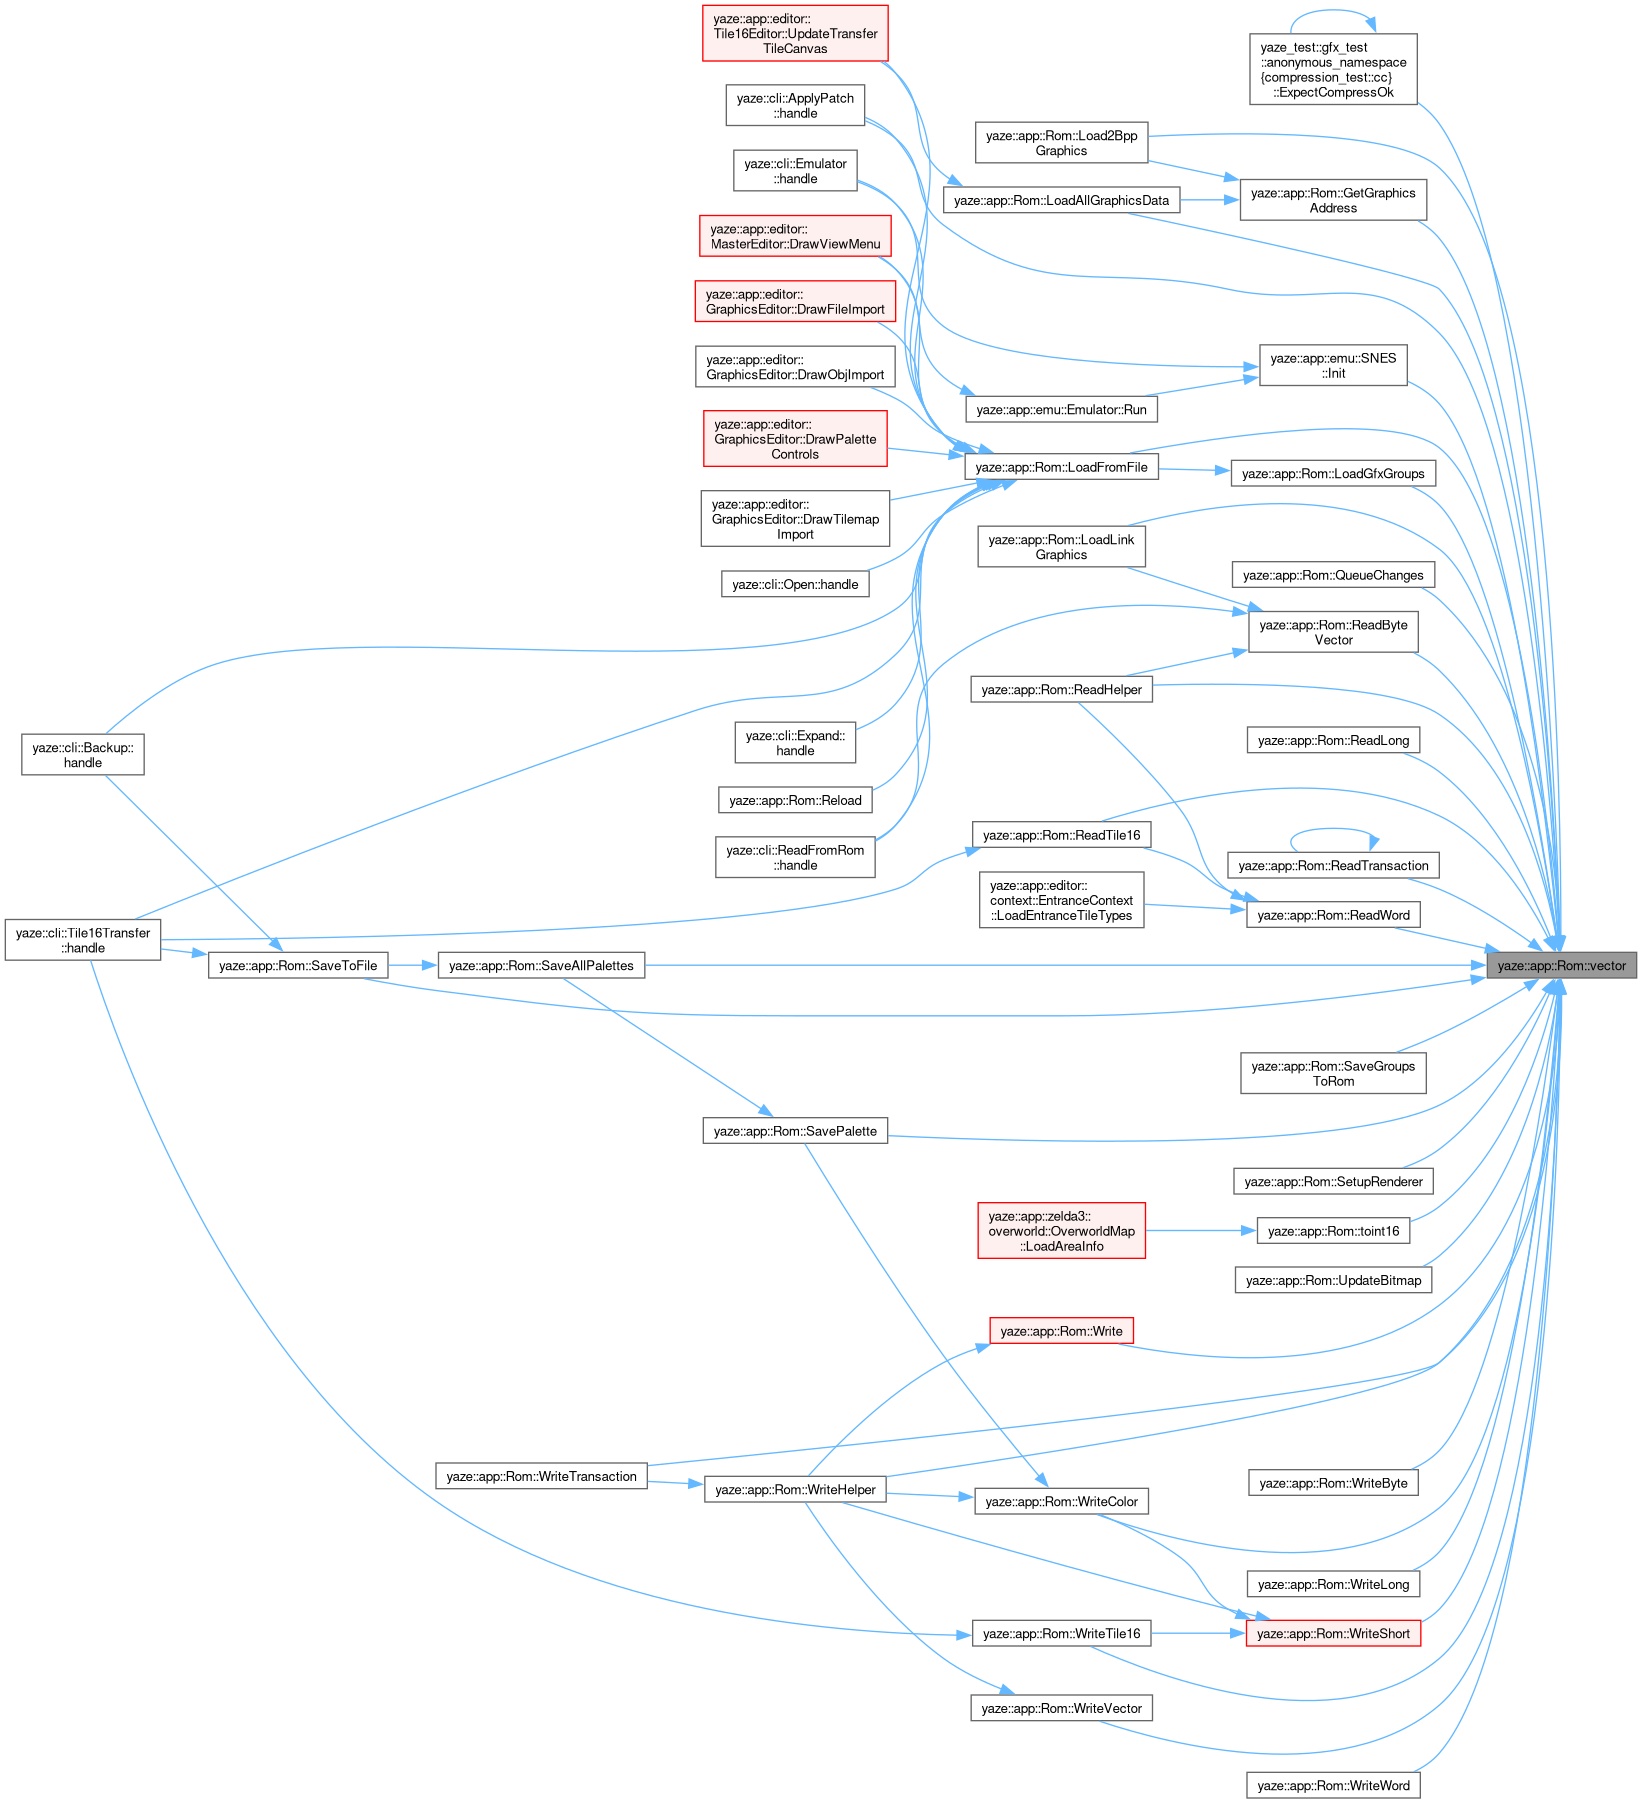 yaze::app::editor::
Tile16Editor::UpdateTransfer
TileCanvas
yaze_test::gfx_test
::anonymous_namespace
{compression_test::cc}
::ExpectCompressOk
yaze::cli::ApplyPatch
::handle
yaze::app::Rom::Load2Bpp
Graphics
yaze::cli::Emulator
::handle
yaze::app::Rom::LoadAllGraphicsData
yaze::app::Rom::GetGraphics
Address
yaze::app::editor::
MasterEditor::DrawViewMenu
yaze::app::editor::
GraphicsEditor::DrawFileImport
yaze::app::editor::
GraphicsEditor::DrawObjImport
yaze::app::emu::SNES
::Init
yaze::app::emu::Emulator::Run
yaze::app::editor::
GraphicsEditor::DrawPalette
Controls
yaze::app::Rom::LoadFromFile
yaze::app::Rom::LoadGfxGroups
yaze::app::editor::
GraphicsEditor::DrawTilemap
Import
yaze::app::Rom::LoadLink
Graphics
yaze::cli::Open::handle
yaze::app::Rom::QueueChanges
yaze::app::Rom::ReadByte
Vector
yaze::app::Rom::ReadHelper
yaze::cli::Backup::
handle
yaze::cli::Expand::
handle
yaze::app::Rom::ReadLong
yaze::app::Rom::Reload
yaze::cli::ReadFromRom
::handle
yaze::app::Rom::ReadTile16
yaze::app::Rom::ReadTransaction
yaze::app::editor::
context::EntranceContext
::LoadEntranceTileTypes
yaze::app::Rom::ReadWord
yaze::cli::Tile16Transfer
::handle
yaze::app::Rom::SaveToFile
yaze::app::Rom::SaveAllPalettes
yaze::app::Rom::vector
yaze::app::Rom::SaveGroups
ToRom
yaze::app::Rom::SavePalette
yaze::app::Rom::SetupRenderer
yaze::app::zelda3::
overworld::OverworldMap
::LoadAreaInfo
yaze::app::Rom::toint16
yaze::app::Rom::UpdateBitmap
yaze::app::Rom::Write
yaze::app::Rom::WriteTransaction
yaze::app::Rom::WriteHelper
yaze::app::Rom::WriteColor
yaze::app::Rom::WriteByte
yaze::app::Rom::WriteLong
yaze::app::Rom::WriteTile16
yaze::app::Rom::WriteShort
yaze::app::Rom::WriteVector
yaze::app::Rom::WriteWord